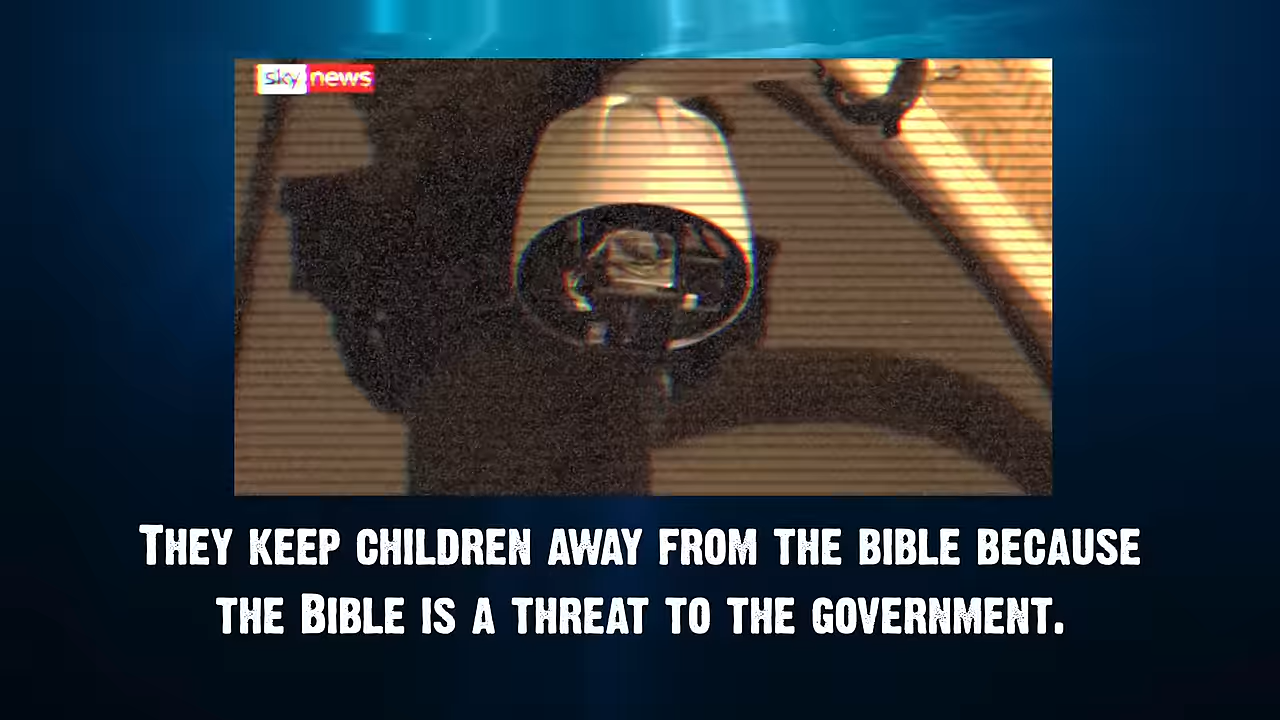 sky news
They keep children away from the bible because
the Bible is a threat to the government.